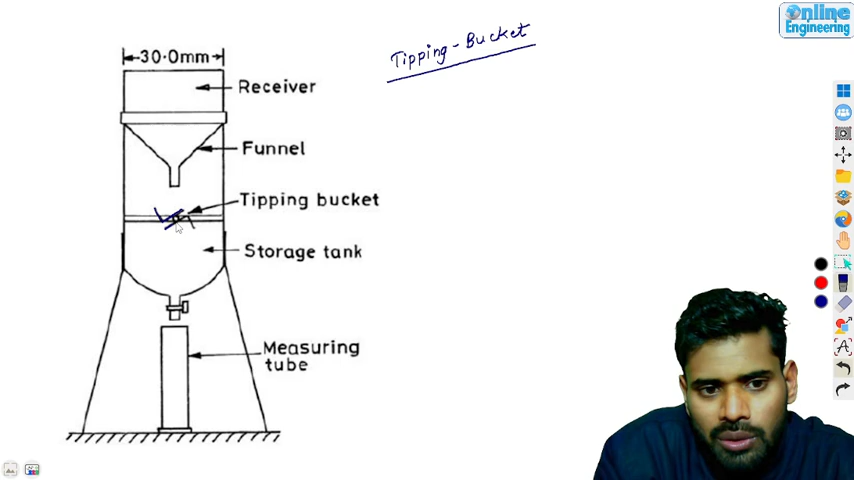 Online
Engineering
Tipping-Bucket
30.0mm
Receiver
Funnel
Tipping bucket
Storage tank
Measuring
tube
A